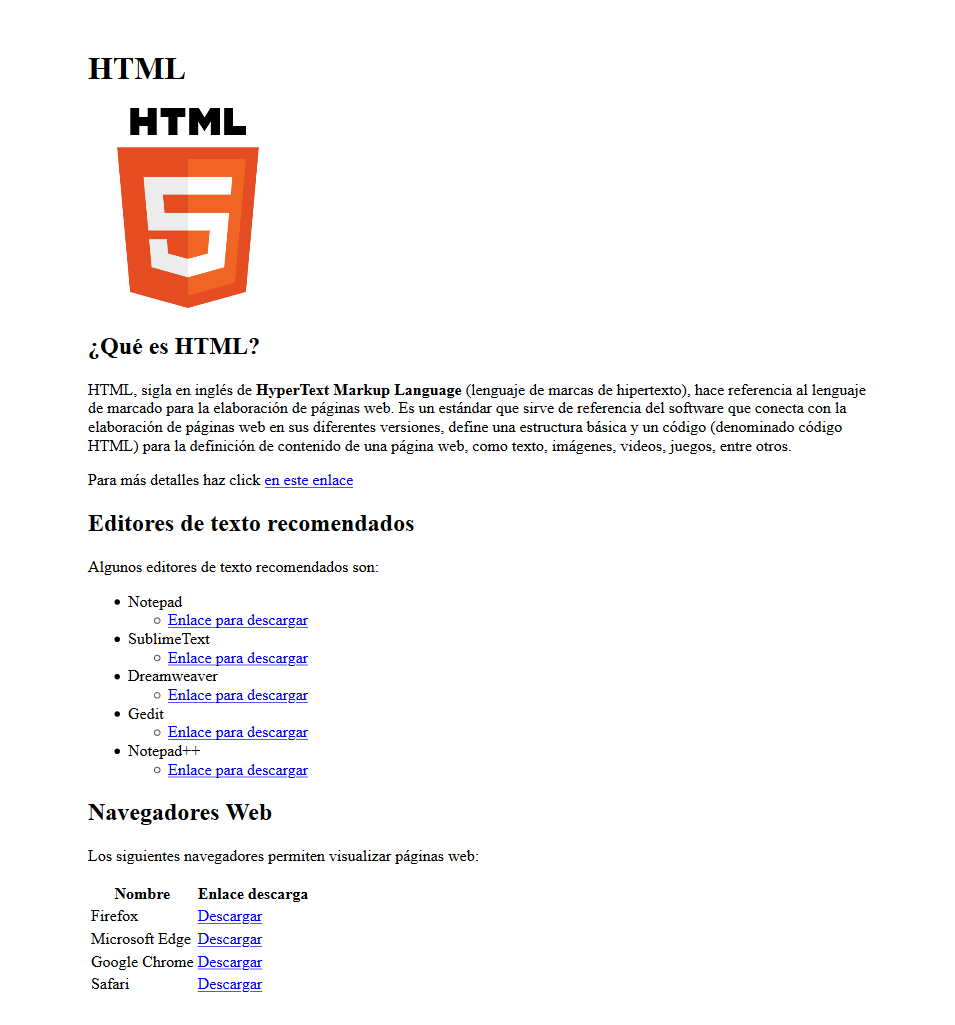 HTML
HTML
5
¿Qué es HTML?
HTML, sigla en inglés de HyperText Markup Language (lenguaje de marcas de hipertexto), hace referencia al lenguaje
de marcado para la elaboración de páginas web. Es un estándar que sirve de referencia del software que conecta con la
elaboración de páginas web en sus diferentes versiones, define una estructura básica y un código (denominado código
HTML) para la definición de contenido de una página web, como texto, imágenes, videos, juegos, entre otros.
Para más detalles haz click en este enlace
Editores de texto recomendados
Algunos editores de texto recomendados son:
Notepad
Enlace para descargar
SublimeText
Enlace para descargar
Dreamweaver
Enlace para descargar
Gedit
Enlace para descargar
Notepad++
Enlace para descargar
Navegadores Web
Los siguientes navegadores permiten visualizar páginas web:
Nombre Enlace descarga
Firefox Descargar
Microsoft Edge Descargar
Google Chrome Descargar
Safari Descargar